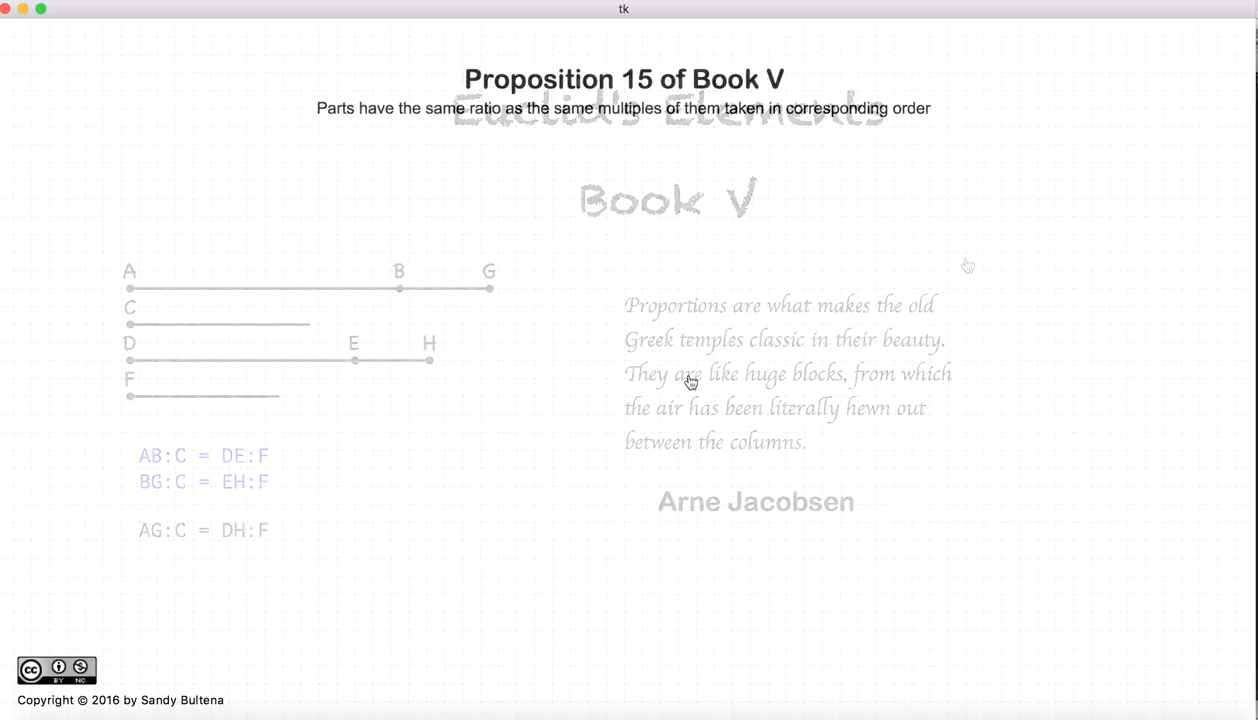 tk
Proposition 15 of Book V
Parts have the same ratio as the same multiples of them taken in corresponding order
Euclid's Elements
Book V
A B G
C
D E H
F
Proportions are what makes the old
Greek temples classic in their beauty.
They are like huge blocks, from which
the air has been literally hewn out
between the columns.
Arne Jacobsen
AB:C = DE:F
BG:C = EH:F
AG:C = DH:F
cc BY NC
Copyright © 2016 by Sandy Bultena